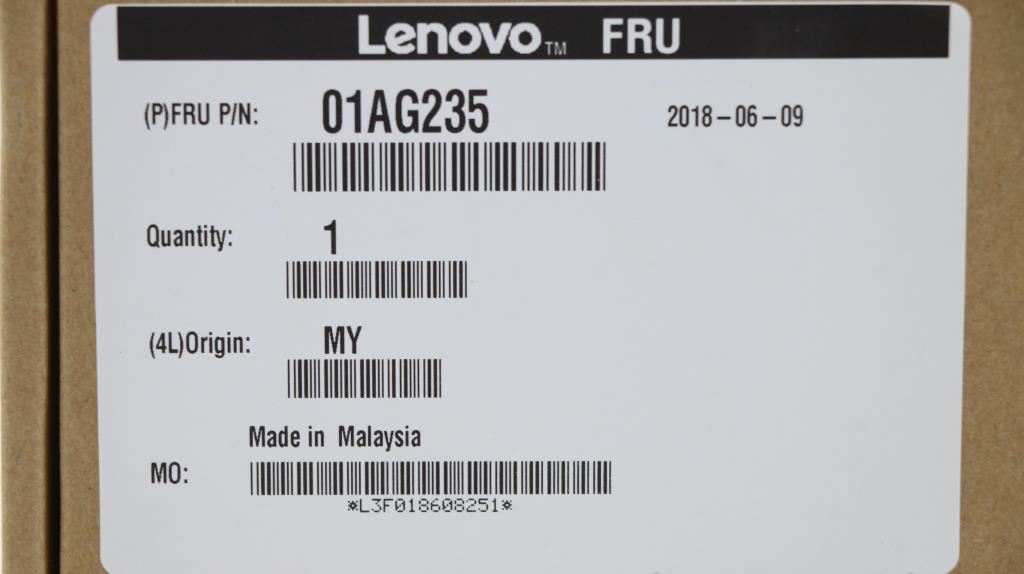 Lenovo™ FRU
(P)FRU P/N: 01AG235 2018-06-09
Quantity: 1
(4L)Origin: MY
Made in Malaysia
MO:
*L3F018608251*